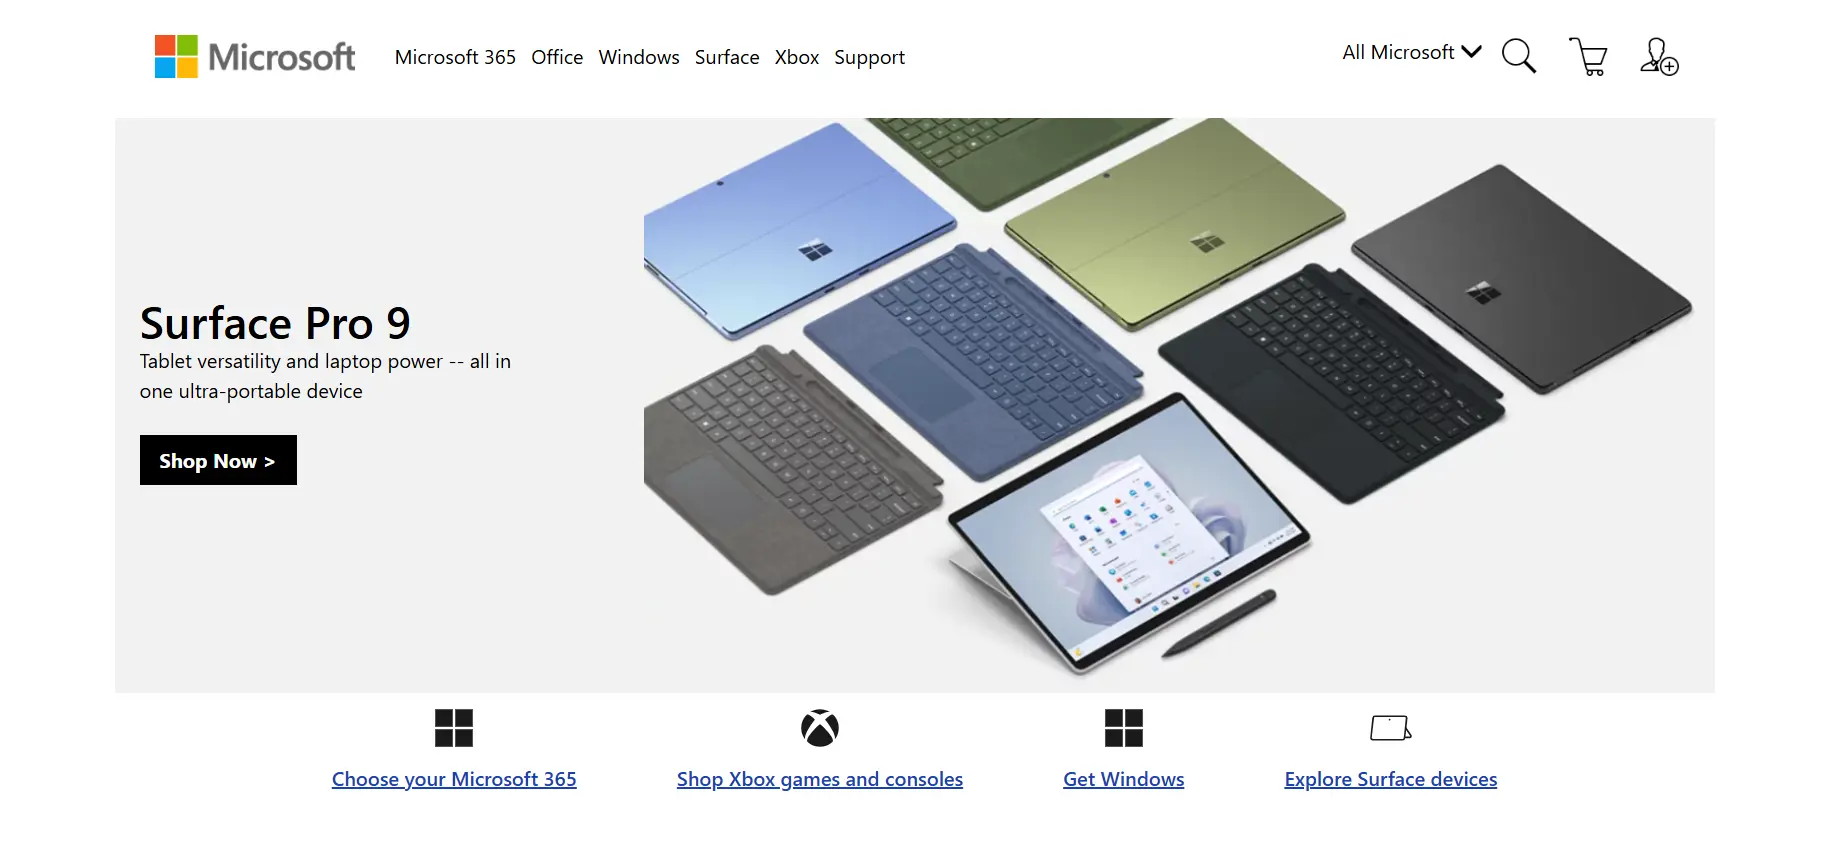 Microsoft
Microsoft 365 Office Windows Surface Xbox Support
All Microsoft
Surface Pro 9
Tablet versatility and laptop power -- all in
one ultra-portable device
Shop Now >
Choose your Microsoft 365
Shop Xbox games and consoles
Get Windows
Explore Surface devices